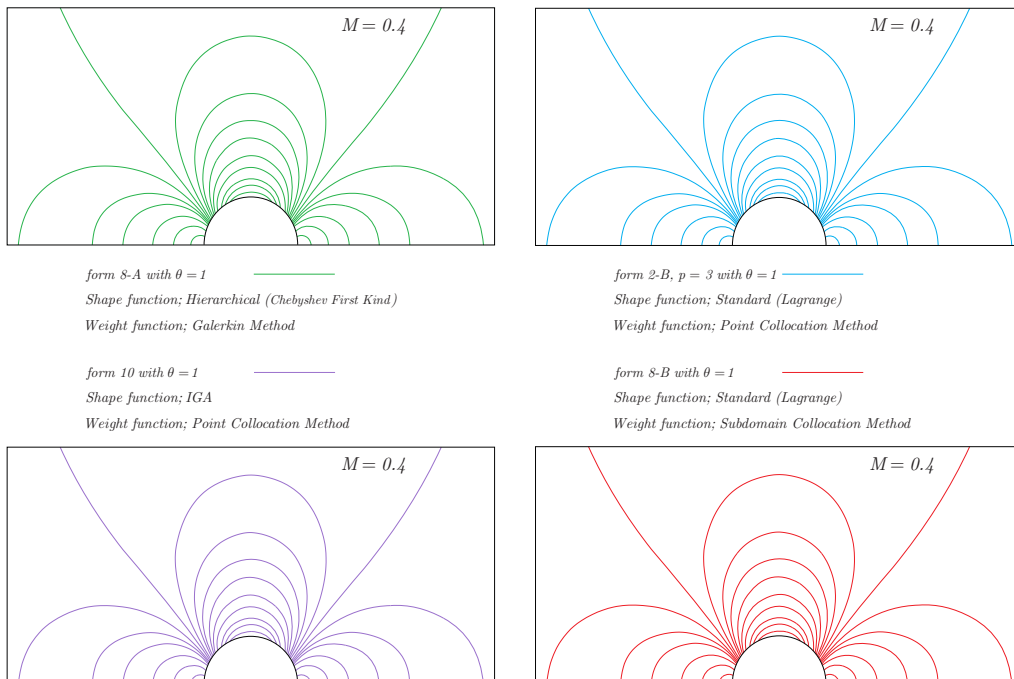 M = 0.4
M = 0.4
form 8-A with θ = 1
Shape function; Hierarchical (Chebyshev First Kind)
Weight function; Galerkin Method
form 2-B, p = 3 with θ = 1
Shape function; Standard (Lagrange)
Weight function; Point Collocation Method
form 10 with θ = 1
Shape function; IGA
Weight function; Point Collocation Method
form 8-B with θ = 1
Shape function; Standard (Lagrange)
Weight function; Subdomain Collocation Method
M = 0.4
M = 0.4